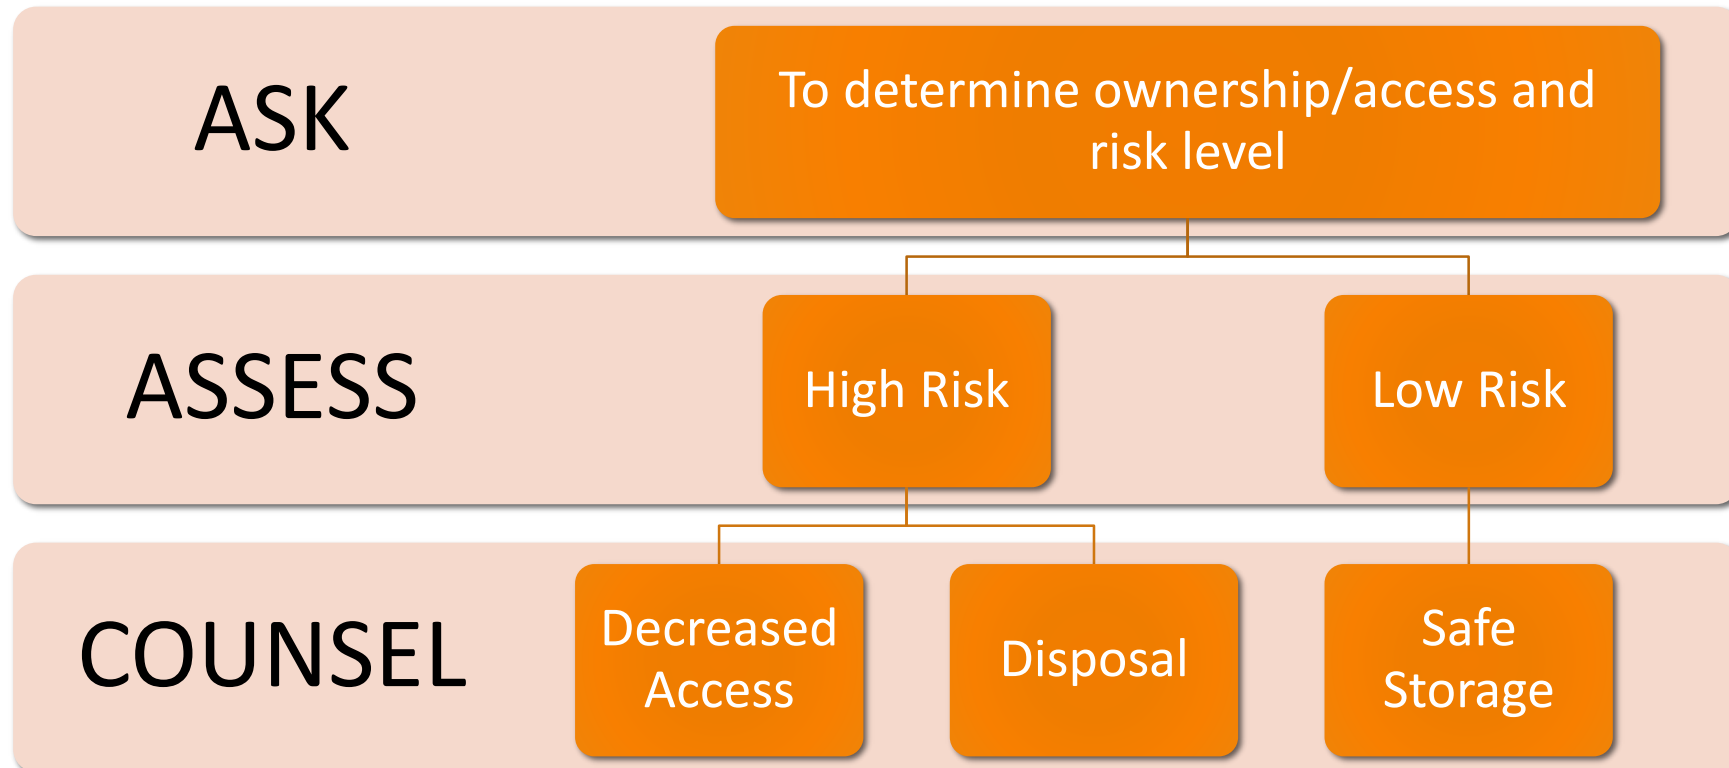 ASK
To determine ownership/access and
risk level
ASSESS
High Risk
Low Risk
COUNSEL
Decreased
Access
Disposal
Safe
Storage